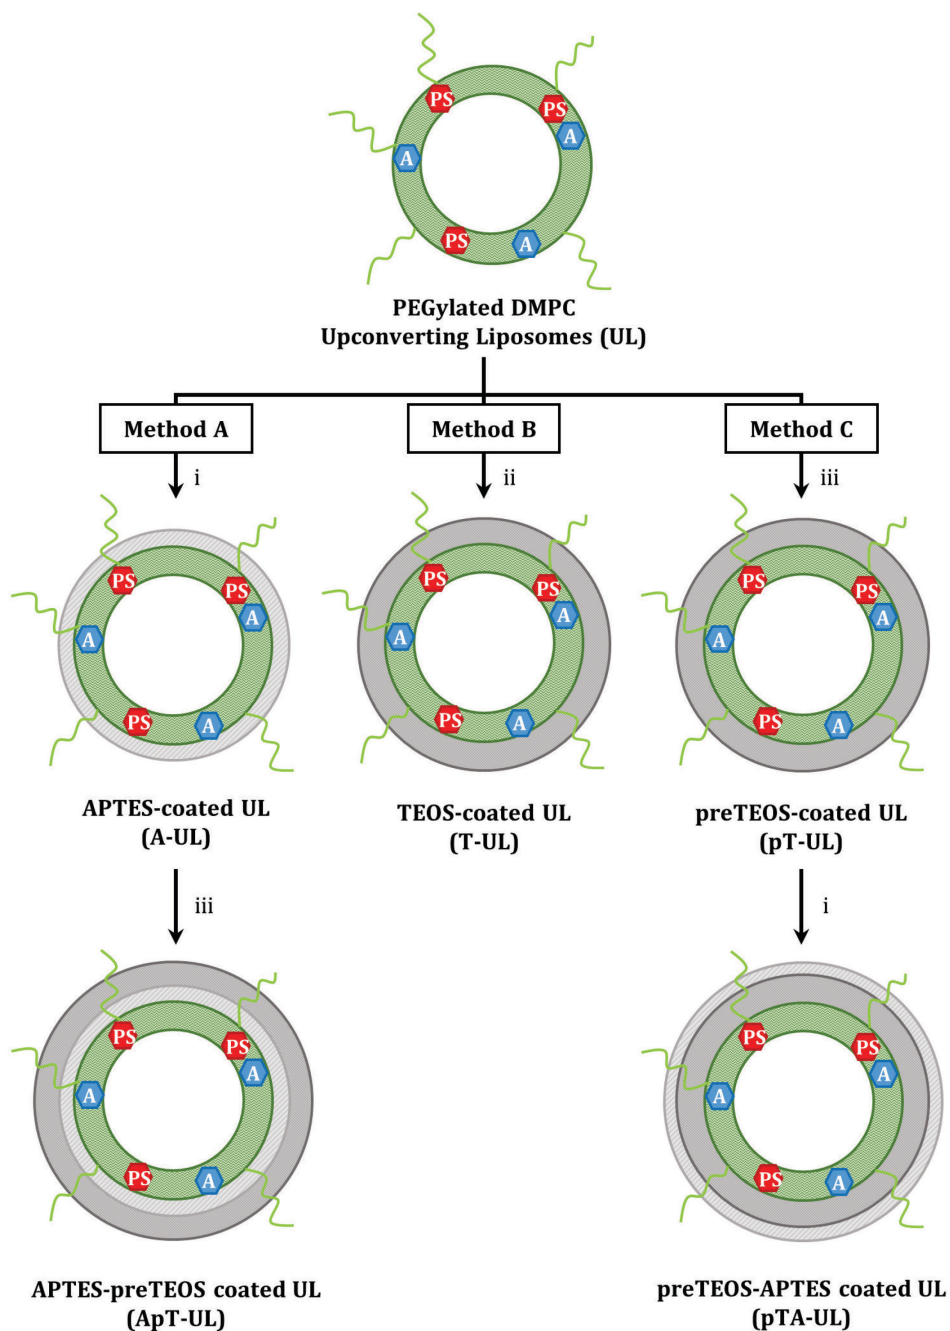 PS
PS
A
A
PS
A
PEGylated DMPC
Upconverting Liposomes (UL)
Method A
Method B
Method C
i
ii
iii
PS
PS
A
A
PS
A
PS
PS
A
A
PS
A
PS
PS
A
A
PS
A
APTES-coated UL
(A-UL)
TEOS-coated UL
(T-UL)
preTEOS-coated UL
(pT-UL)
iii
i
PS
PS
A
A
PS
A
PS
PS
A
A
PS
A
APTES-preTEOS coated UL
(ApT-UL)
preTEOS-APTES coated UL
(pTA-UL)